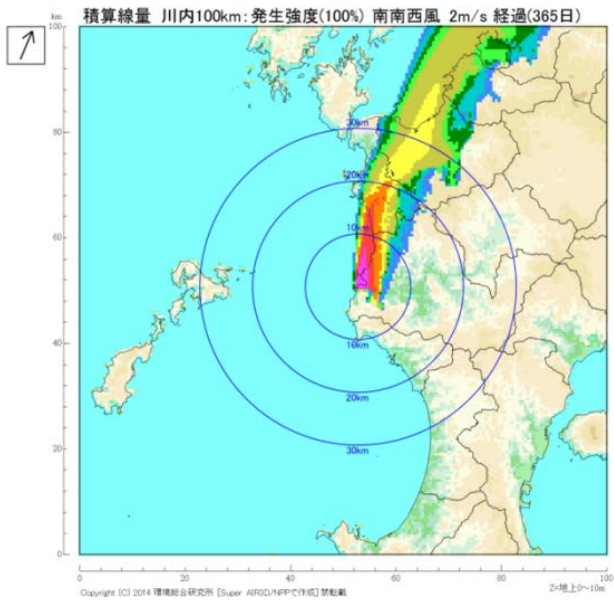 積算線量 川内100km:発生強度(100%) 南南西風 2m/s 経過(365日)
km
100
80
60
40
20
0
30km
20km
10km
10km
20km
30km
0 20 40 60 80 100
Copyright (C) 2014 環境総合研究所 [Super AIR3D/NPPで作成] 禁転載
Z=地上0~10m